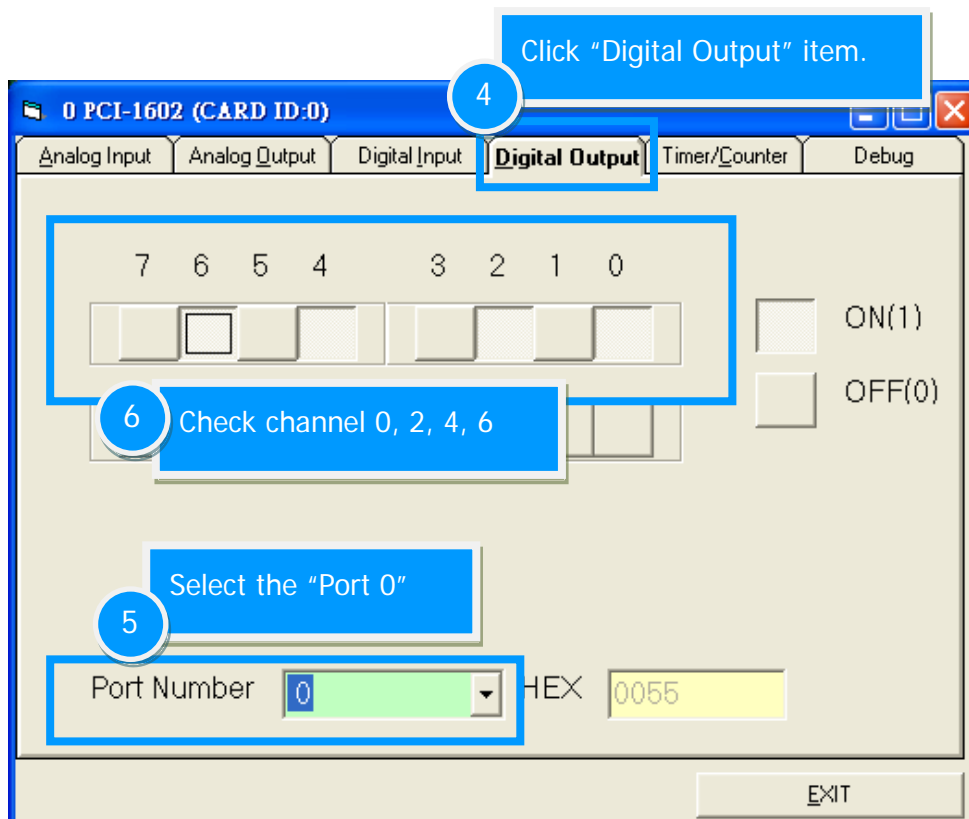 Click “Digital Output” item.
4
0 PCI-1602 (CARD ID:0)
Analog Input Analog Output Digital Input Digital Output Timer/Counter Debug
7 6 5 4 3 2 1 0
ON(1)
OFF(0)
6 Check channel 0, 2, 4, 6
Select the “Port 0”
5
Port Number 0 HEX 0055
EXIT